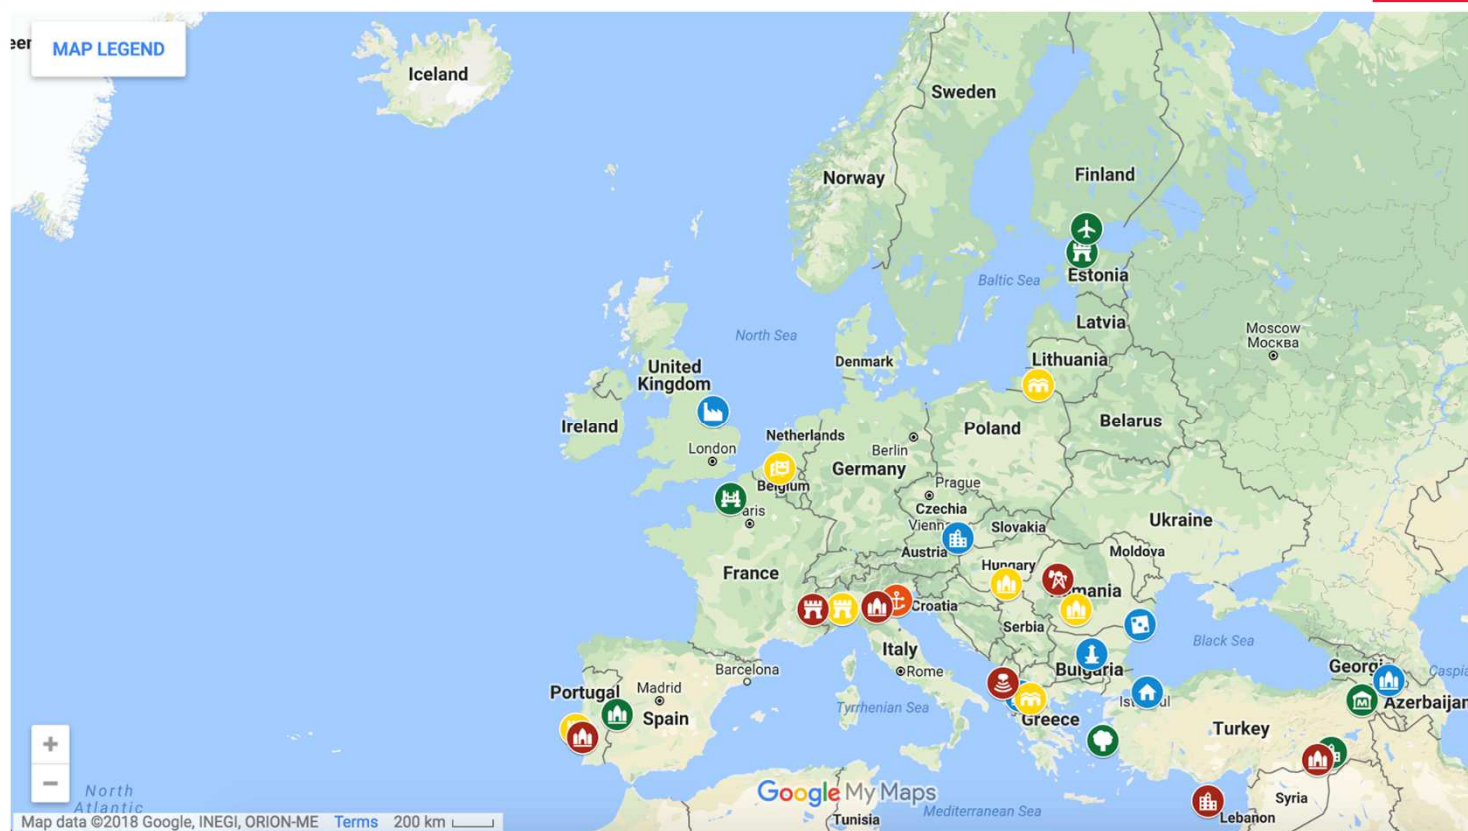 MAP LEGEND
Iceland
Sweden
Finland
Norway
Estonia
Baltic Sea
Latvia
Moscow
Москва
North Sea
Denmark
Lithuania
United
Kingdom
Ireland
Belarus
Poland
Netherlands
Berlin
London
Germany
Belgium
Prague
Czechia
Ukraine
Slovakia
Austria
Moldova
Hungary
France
Croatia
Serbia
Black Sea
Italy
Rome
Bulgaria
Barcelona
Portugal
Madrid
Spain
Tyrrhenian Sea
Greece
Turkey
Azerbaijan
Google My Maps
Mediterranean Sea
Syria
Lebanon
Tunisia
North
Atlantic
+
−
Map data ©2018 Google, INEGI, ORION-ME Terms 200 km